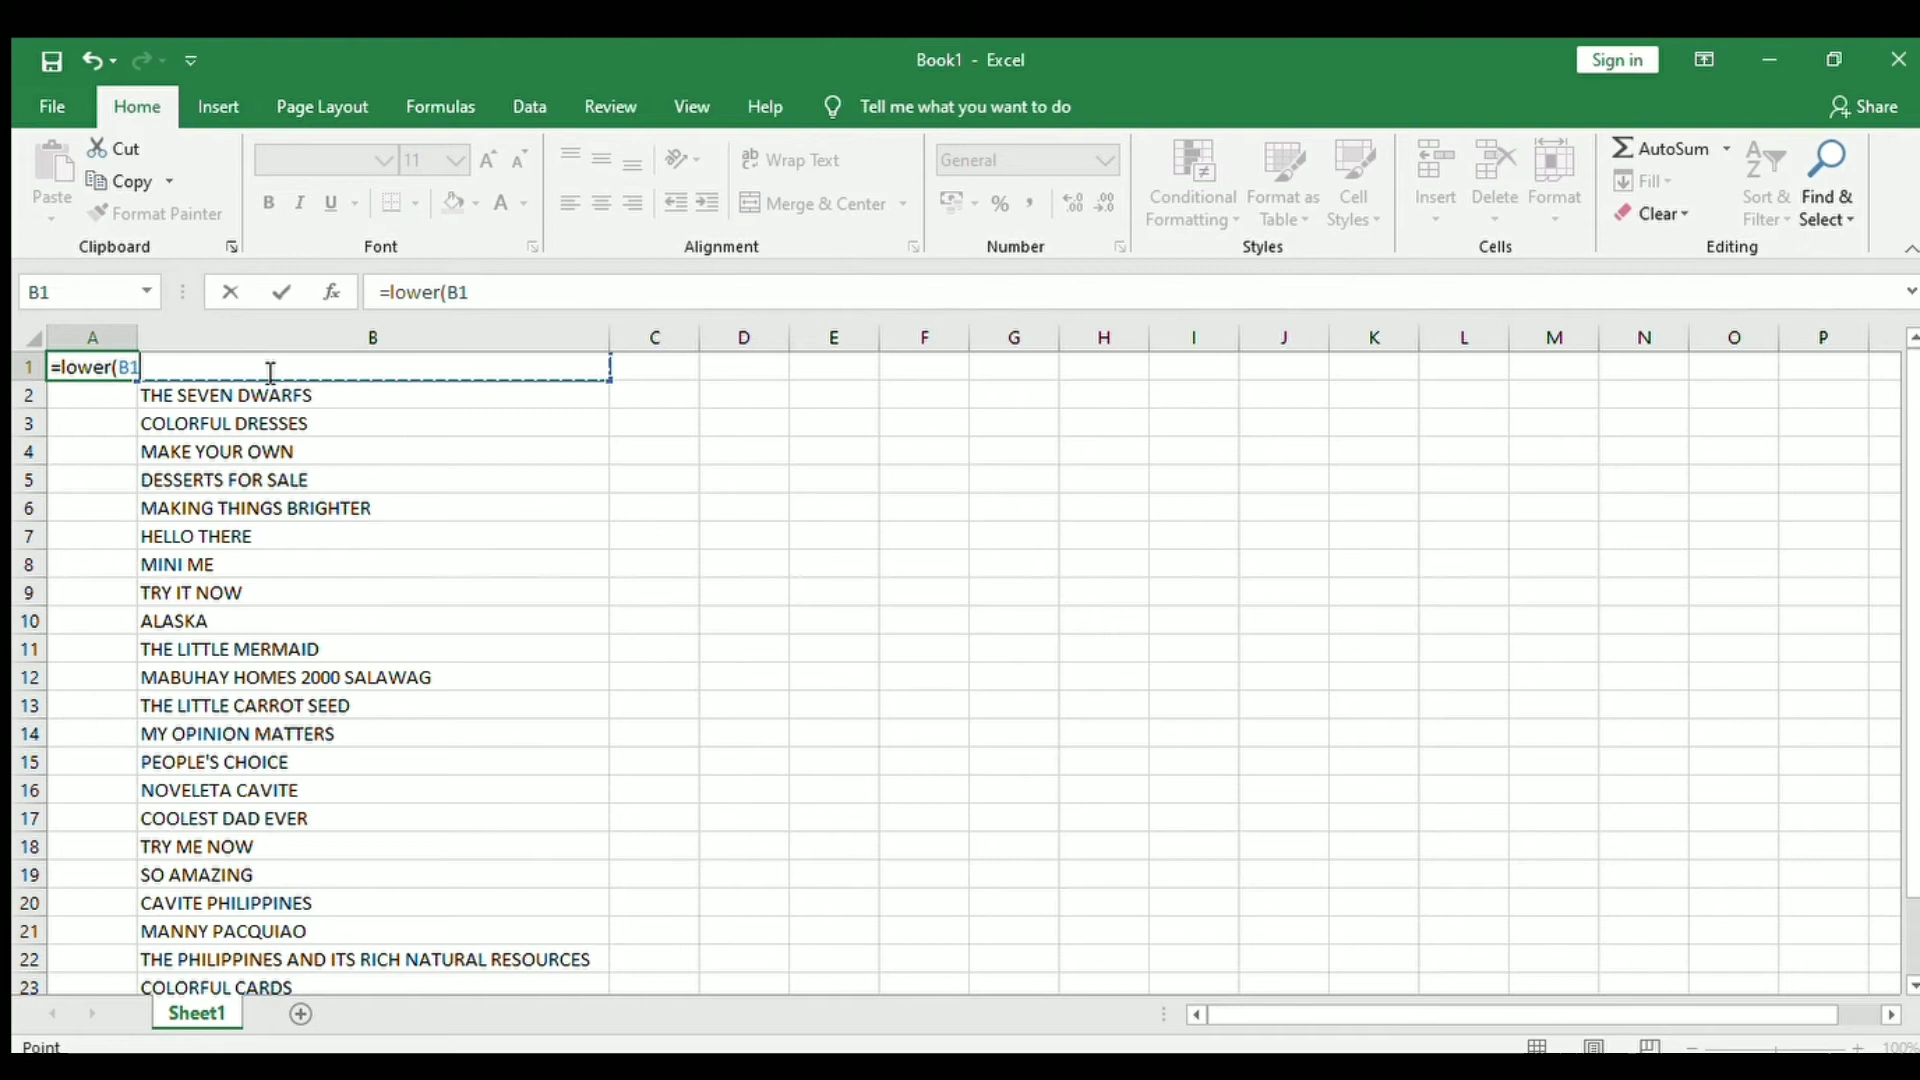 Book1 - Excel
Sign in
File Home Insert Page Layout Formulas Data Review View Help Tell me what you want to do Share
Paste
Cut
Copy
Format Painter
Clipboard
11
B I U
A
Font
ab Wrap Text
Merge & Center
Alignment
General
%
Number
Conditional Formatting
Format as Table
Cell Styles
Styles
Insert Delete Format
Cells
AutoSum
Fill
Clear
Sort & Filter
Find & Select
Editing
B1 fx =lower(B1
A B C D E F G H I J K L M N O P
1 =lower(B1
2 THE SEVEN DWARFS
3 COLORFUL DRESSES
4 MAKE YOUR OWN
5 DESSERTS FOR SALE
6 MAKING THINGS BRIGHTER
7 HELLO THERE
8 MINI ME
9 TRY IT NOW
10 ALASKA
11 THE LITTLE MERMAID
12 MABUHAY HOMES 2000 SALAWAG
13 THE LITTLE CARROT SEED
14 MY OPINION MATTERS
15 PEOPLE'S CHOICE
16 NOVELETA CAVITE
17 COOLEST DAD EVER
18 TRY ME NOW
19 SO AMAZING
20 CAVITE PHILIPPINES
21 MANNY PACQUIAO
22 THE PHILIPPINES AND ITS RICH NATURAL RESOURCES
23 COLORFUL CARDS
Sheet1
Point
100%